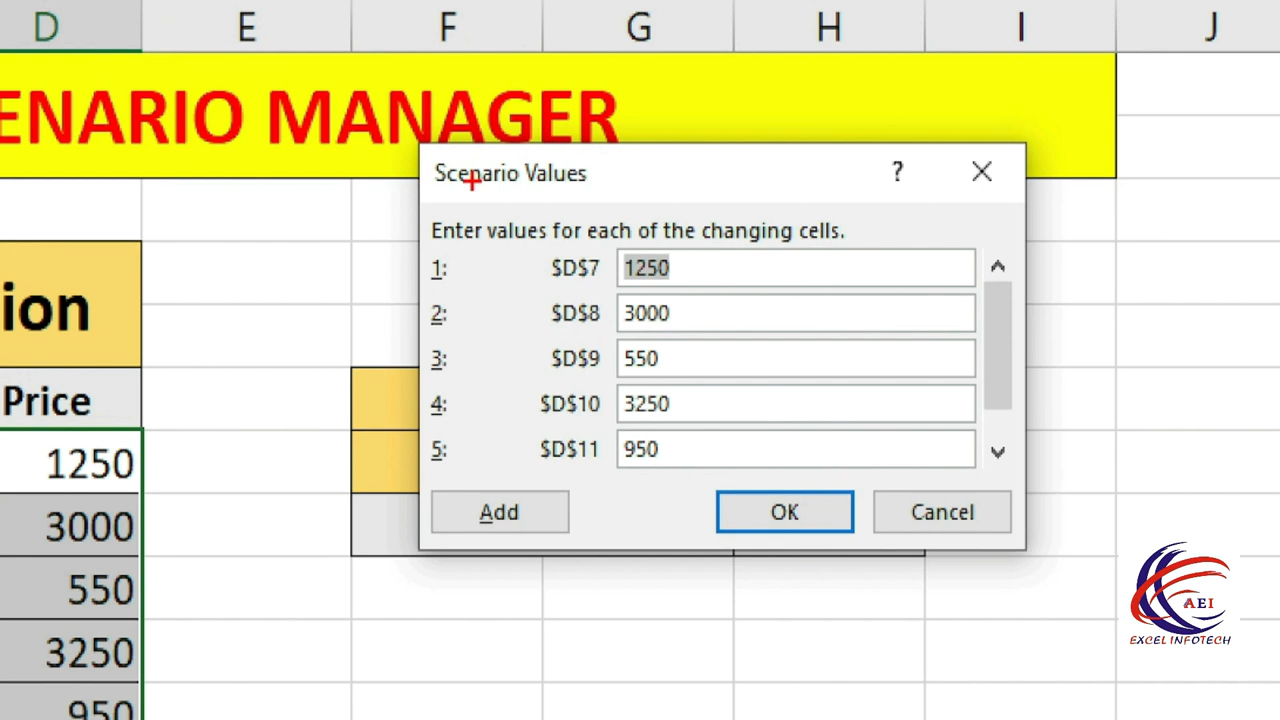 D E F G H I J
ENARIO MANAGER
Scenario Values ?
Enter values for each of the changing cells.
1: $D$7 1250
2: $D$8 3000
3: $D$9 550
4: $D$10 3250
5: $D$11 950
Add OK Cancel
ion
Price
1250
3000
550
3250
950
AEI
EXCEL INFOTECH